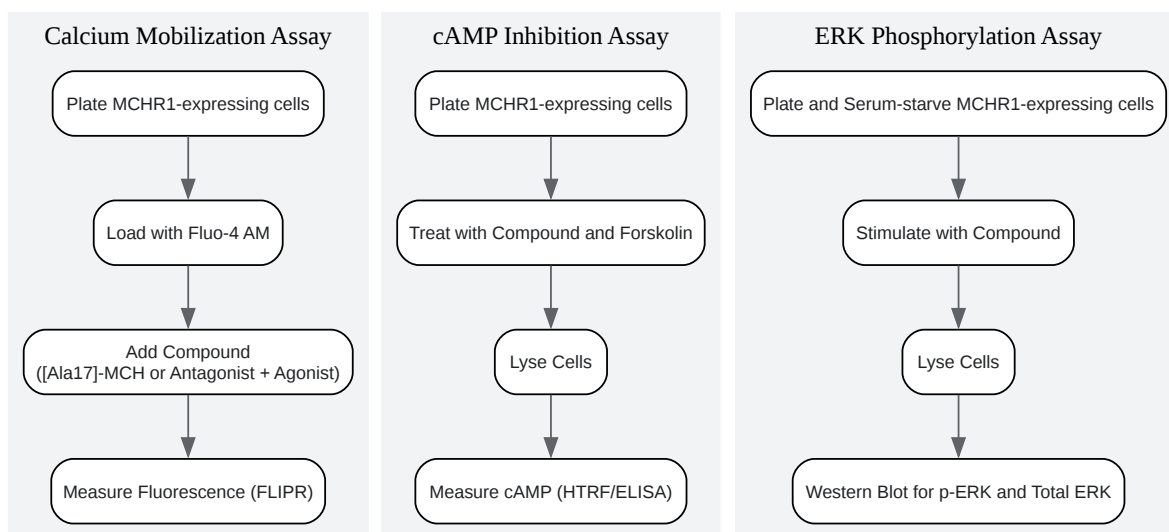 Calcium Mobilization Assay
Plate MCHR1-expressing cells
Load with Fluo-4 AM
Add Compound
([Ala17]-MCH or Antagonist + Agonist)
Measure Fluorescence (FLIPR)
cAMP Inhibition Assay
Plate MCHR1-expressing cells
Treat with Compound and Forskolin
Lyse Cells
Measure cAMP (HTRF/ELISA)
ERK Phosphorylation Assay
Plate and Serum-starve MCHR1-expressing cells
Stimulate with Compound
Lyse Cells
Western Blot for p-ERK and Total ERK